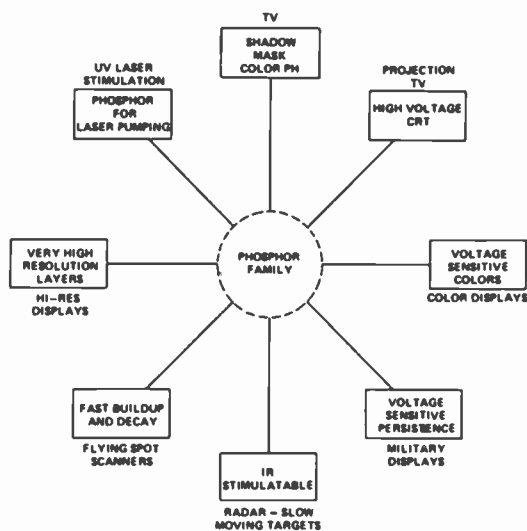 TV
SHADOW
MASK
COLOR PH
UV LASER
STIMULATION
PHOSPHOR
FOR
LASER PUMPING
PROJECTION
TV
HIGH VOLTAGE
CRT
PHOSPHOR
FAMILY
VERY HIGH
RESOLUTION
LAYERS
HI-RES
DISPLAYS
VOLTAGE
SENSITIVE
COLORS
COLOR DISPLAYS
FAST BUILDUP
AND DECAY
FLYING SPOT
SCANNERS
VOLTAGE
SENSITIVE
PERSISTENCE
MILITARY
DISPLAYS
IR
STIMULATABLE
RADAR – SLOW
MOVING TARGETS